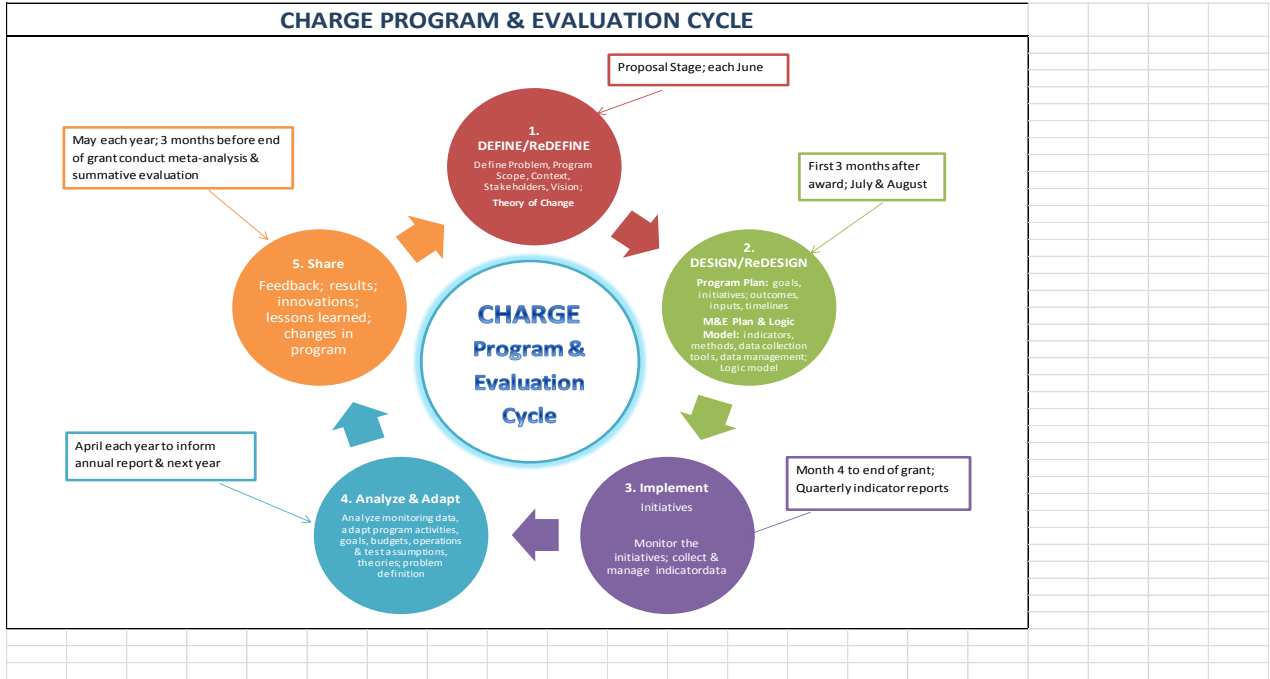 CHARGE PROGRAM & EVALUATION CYCLE
Proposal Stage; each June
1.
DEFINE/ReDEFINE
Define Problem, Program
Scope, Context,
Stakeholders, Vision;
Theory of Change
First 3 months after
award; July & August
2.
DESIGN/ReDESIGN
Program Plan: goals,
initiatives; outcomes,
inputs, timelines
M&E Plan & Logic
Model: indicators,
methods, data collection
tools, data management;
Logic model
Month 4 to end of grant;
Quarterly indicator reports
3. Implement
Initiatives
Monitor the
initiatives; collect &
manage indicatordata
April each year to inform
annual report & next year
4. Analyze & Adapt
Analyze monitoring data,
adapt program activities,
goals, budgets, operations
& test assumptions,
theories; problem
definition
May each year; 3 months before end
of grant conduct meta-analysis &
summative evaluation
5. Share
Feedback; results;
innovations;
lessons learned;
changes in
program
CHARGE
Program &
Evaluation
Cycle